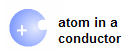 +
atom in a
conductor